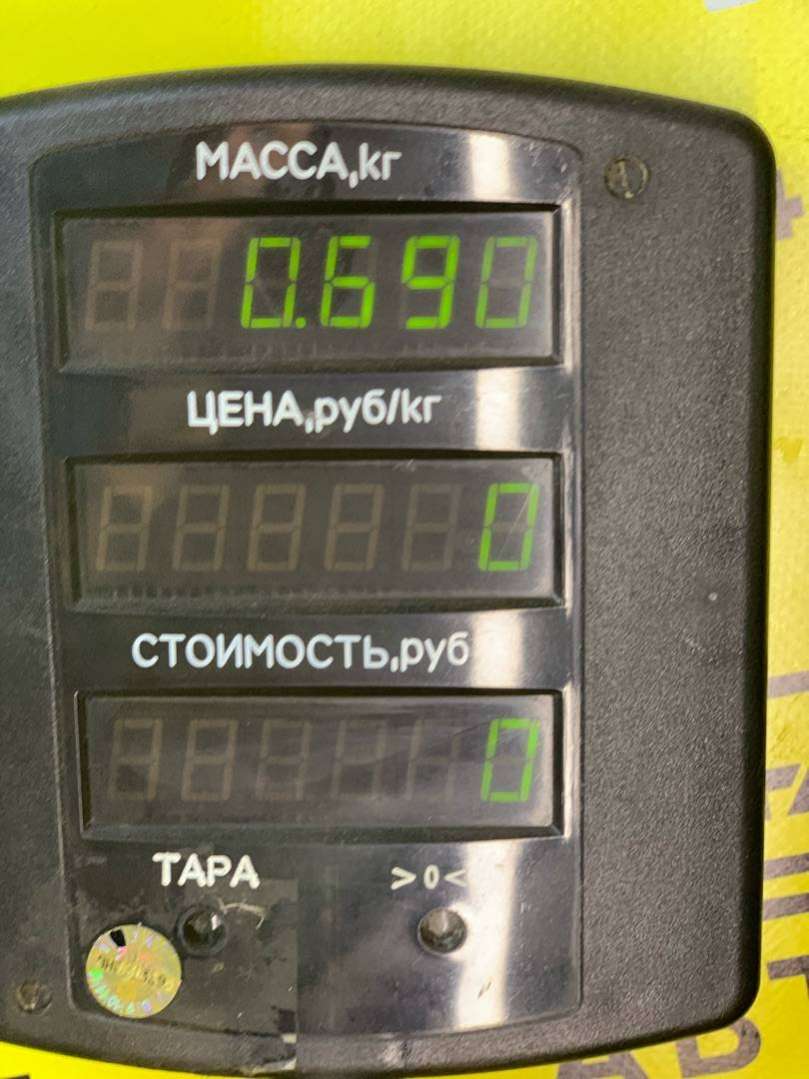 МАССА,кг
0.690
ЦЕНА,руб/кг
0
СТОИМОСТЬ,руб
0
ТАРА >0<